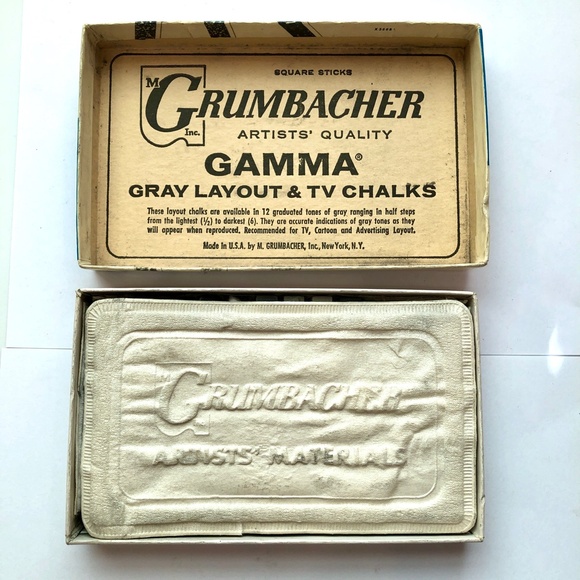 SQUARE STICKS
M GRUMBACHER Inc.
ARTISTS' QUALITY
GAMMA®
GRAY LAYOUT & TV CHALKS
These layout chalks are available in 12 graduated tones of gray ranging in half steps
from the lightest (½) to darkest (6). They are accurate indications of gray tones as they
will appear when reproduced. Recommended for TV, Cartoon and Advertising Layout.
Made in U.S.A. by M. GRUMBACHER, Inc., New York, N.Y.
M GRUMBACHER
ARTISTS' MATERIALS